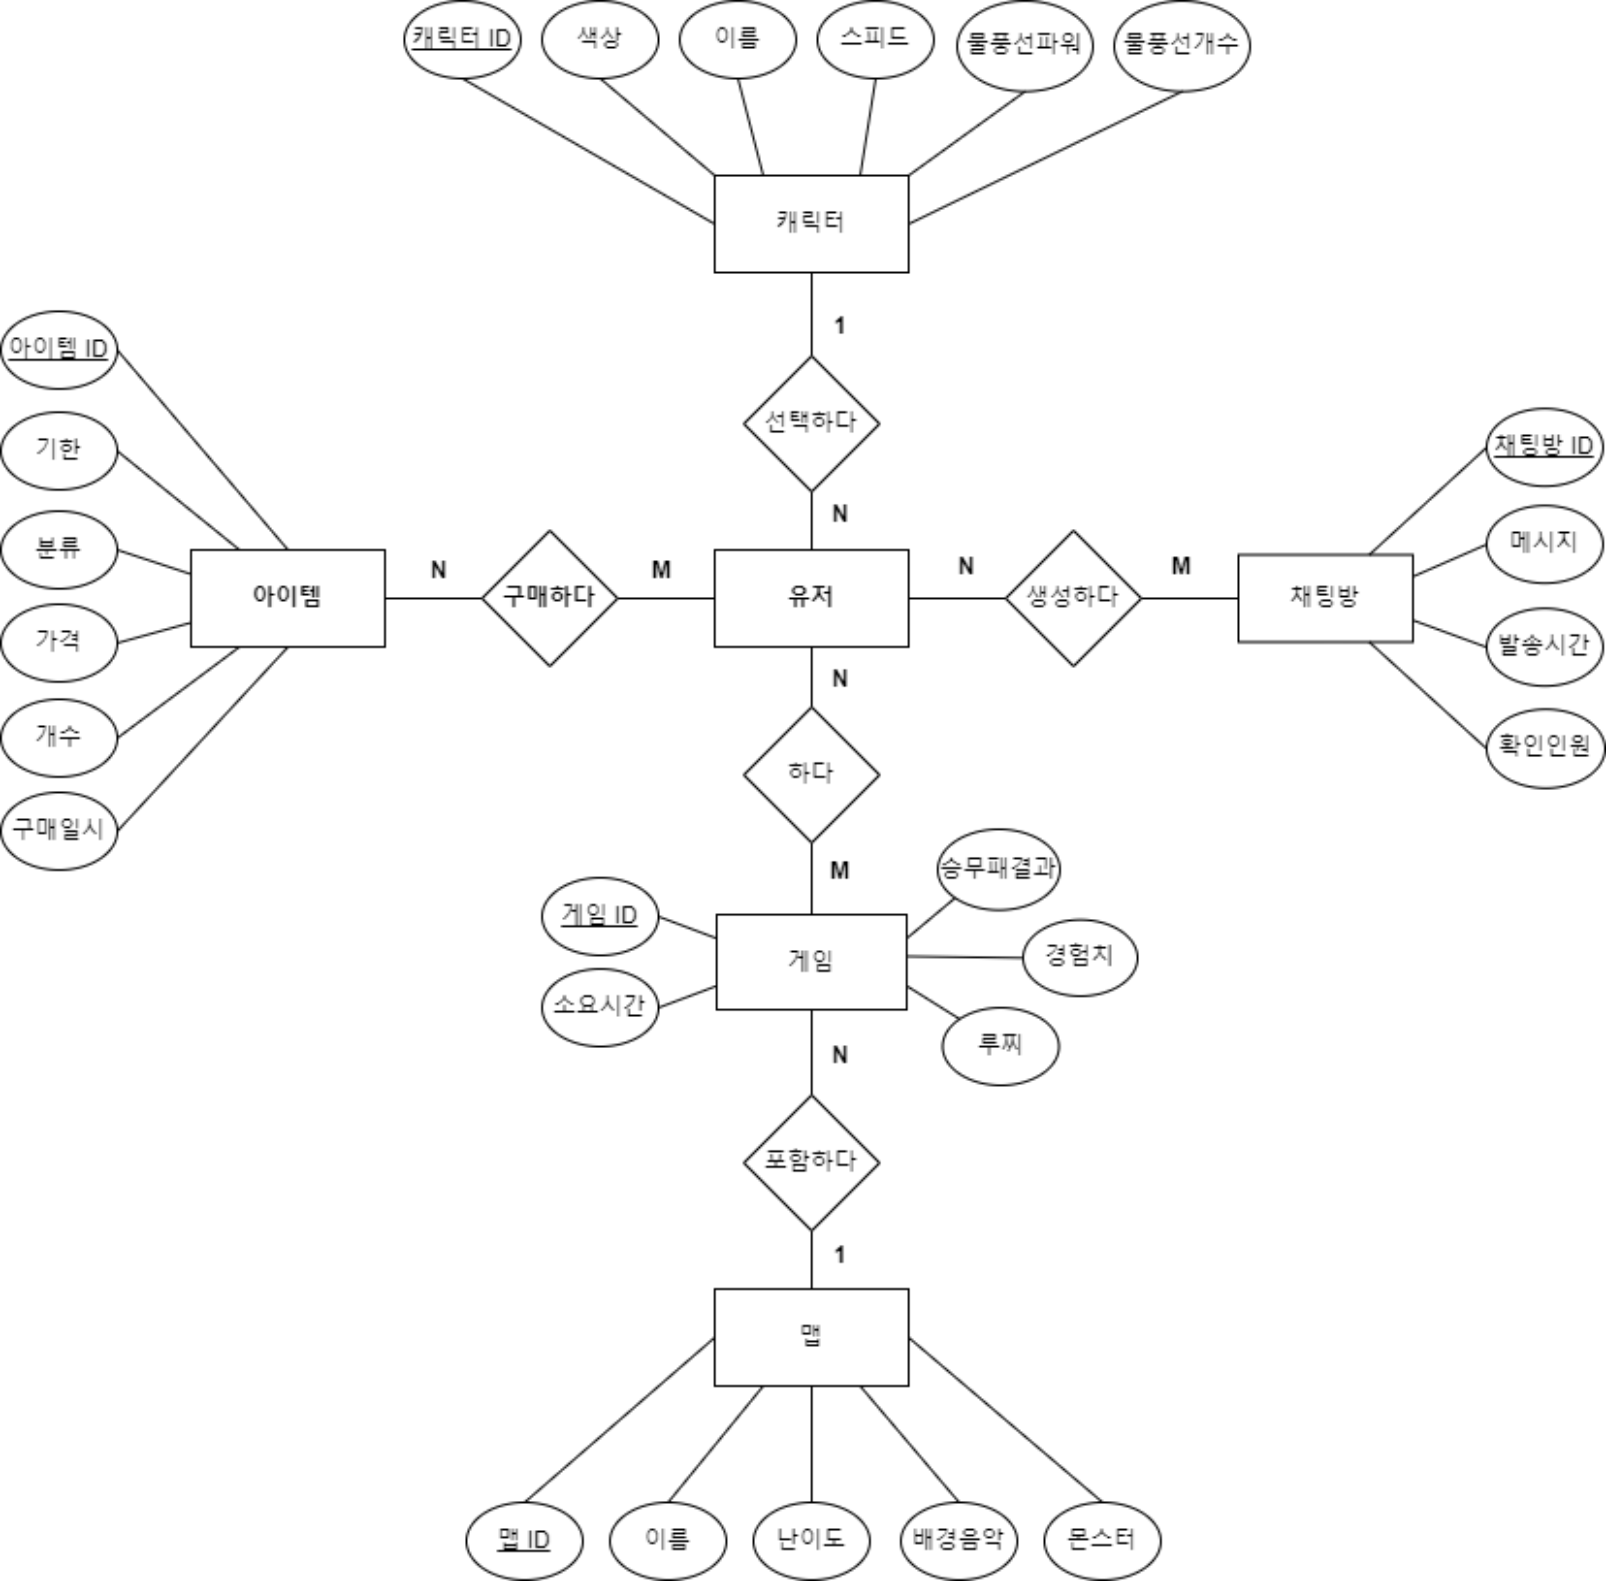 캐릭터 ID
색상
이름
스피드
물풍선파워
물풍선개수
캐릭터
1
선택하다
N
아이템 ID
기한
분류
가격
개수
구매일시
아이템
N
구매하다
M
유저
N
생성하다
M
채팅방
채팅방 ID
메시지
발송시간
확인인원
N
하다
M
게임 ID
소요시간
게임
승무패결과
경험치
루찌
N
포함하다
1
맵
맵 ID
이름
난이도
배경음악
몬스터